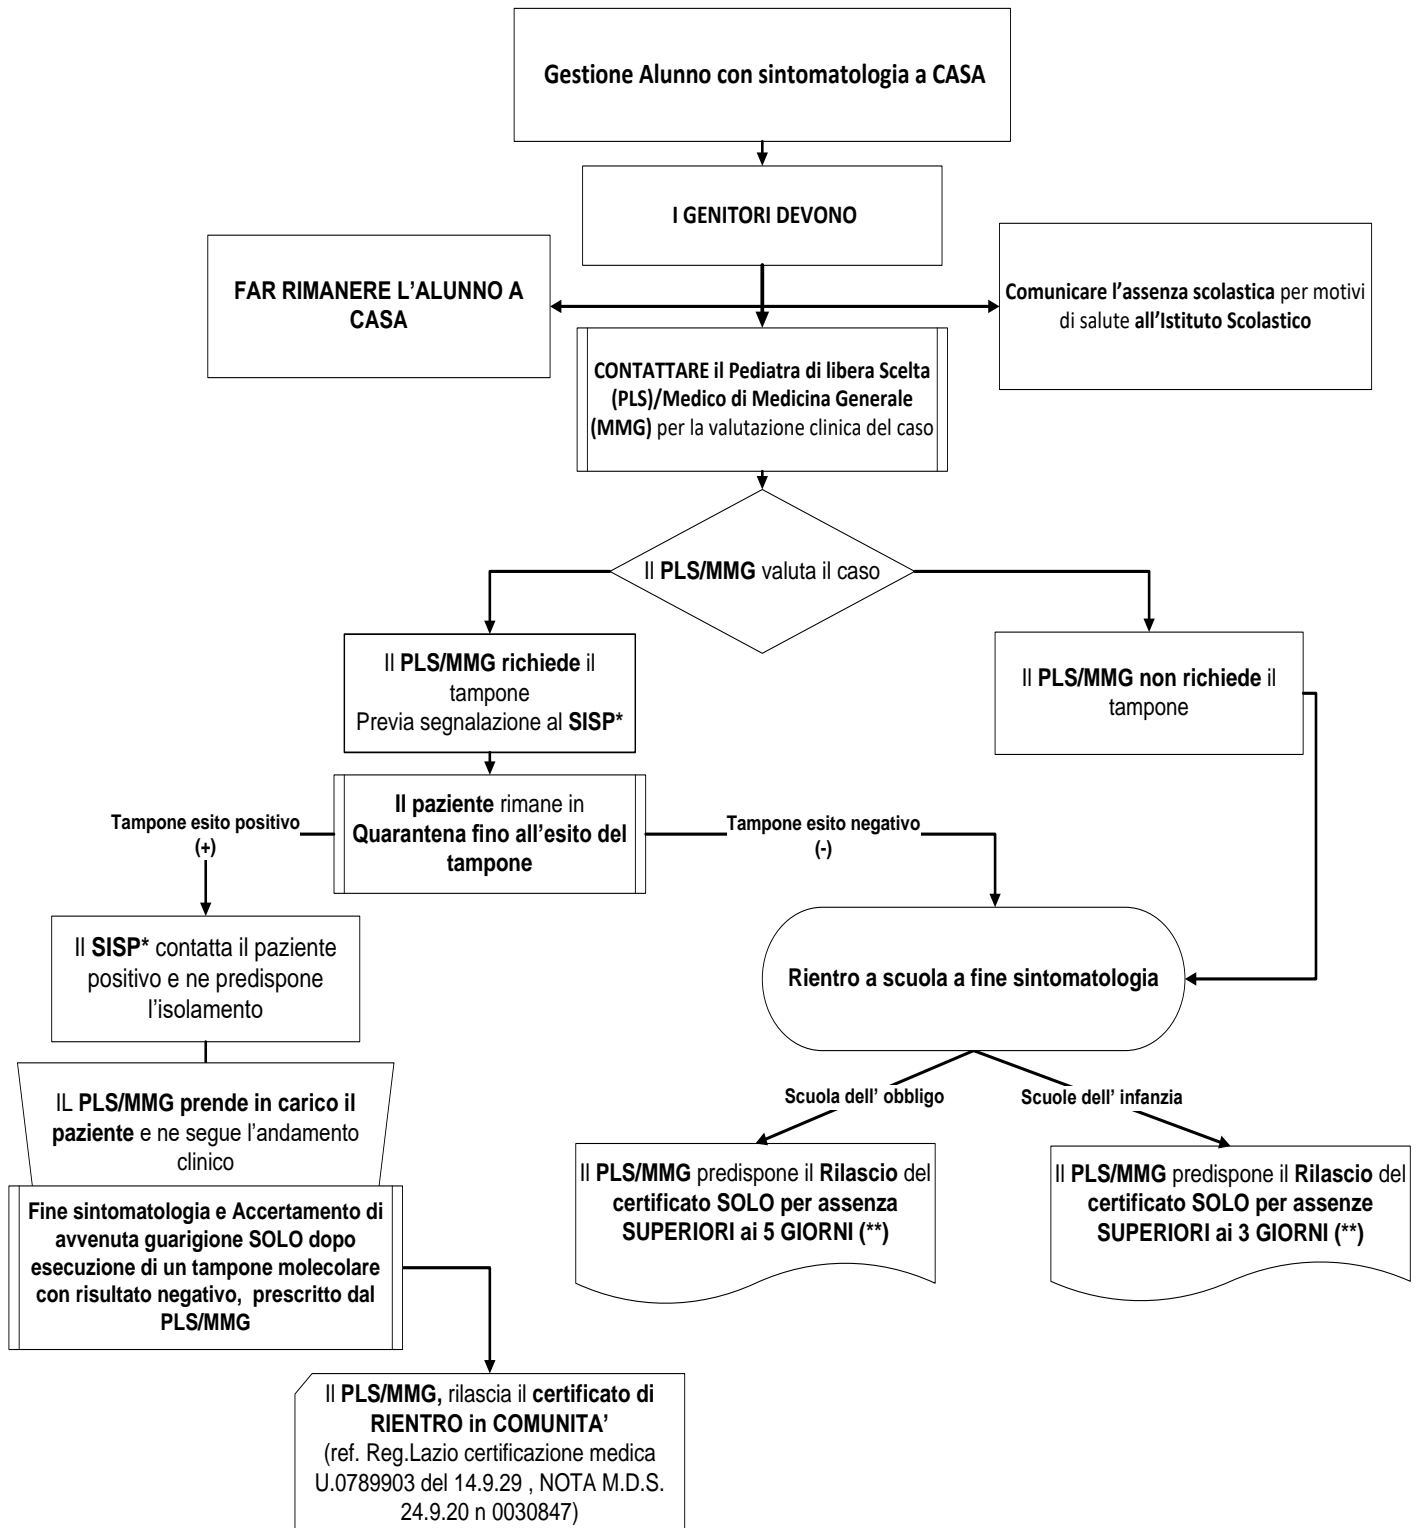 Gestione Alunno con sintomatologia a CASA
I GENITORI DEVONO
FAR RIMANERE L'ALUNNO A
CASA
Comunicare l'assenza scolastica per motivi
di salute all'Istituto Scolastico
CONTATTARE il Pediatra di libera Scelta
(PLS)/Medico di Medicina Generale
(MMG) per la valutazione clinica del caso
Il PLS/MMG valuta il caso
Il PLS/MMG richiede il
tampone
Previa segnalazione al SISP*
Il PLS/MMG non richiede il
tampone
Il paziente rimane in
Quarantena fino all'esito del
tampone
Tampone esito positivo
(+)
Tampone esito negativo
(-)
Il SISP* contatta il paziente
positivo e ne predispone
l'isolamento
Rientro a scuola a fine sintomatologia
IL PLS/MMG prende in carico il
paziente e ne segue l'andamento
clinico
Scuola dell' obbligo
Scuole dell' infanzia
Il PLS/MMG predispone il Rilascio del
certificato SOLO per assenza
SUPERIORI ai 5 GIORNI (**)
Il PLS/MMG predispone il Rilascio del
certificato SOLO per assenze
SUPERIORI ai 3 GIORNI (**)
Fine sintomatologia e Accertamento di
avvenuta guarigione SOLO dopo
esecuzione di un tampone molecolare
con risultato negativo, prescritto dal
PLS/MMG
Il PLS/MMG, rilascia il certificato di
RIENTRO in COMUNITA'
(ref. Reg.Lazio certificazione medica
U.0789903 del 14.9.29 , NOTA M.D.S.
24.9.20 n 0030847)